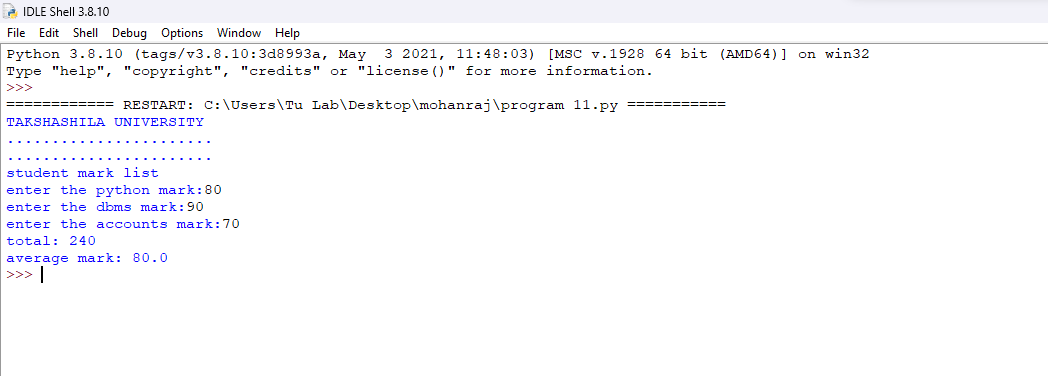 IDLE Shell 3.8.10
File Edit Shell Debug Options Window Help
Python 3.8.10 (tags/v3.8.10:3d8993a, May  3 2021, 11:48:03) [MSC v.1928 64 bit (AMD64)] on win32
Type "help", "copyright", "credits" or "license()" for more information.
>>>
============ RESTART: C:\Users\Tu Lab\Desktop\mohanraj\program 11.py ===========
TAKSHASHILA UNIVERSITY
.......................
.......................
student mark list
enter the python mark:80
enter the dbms mark:90
enter the accounts mark:70
total: 240
average mark: 80.0
>>>